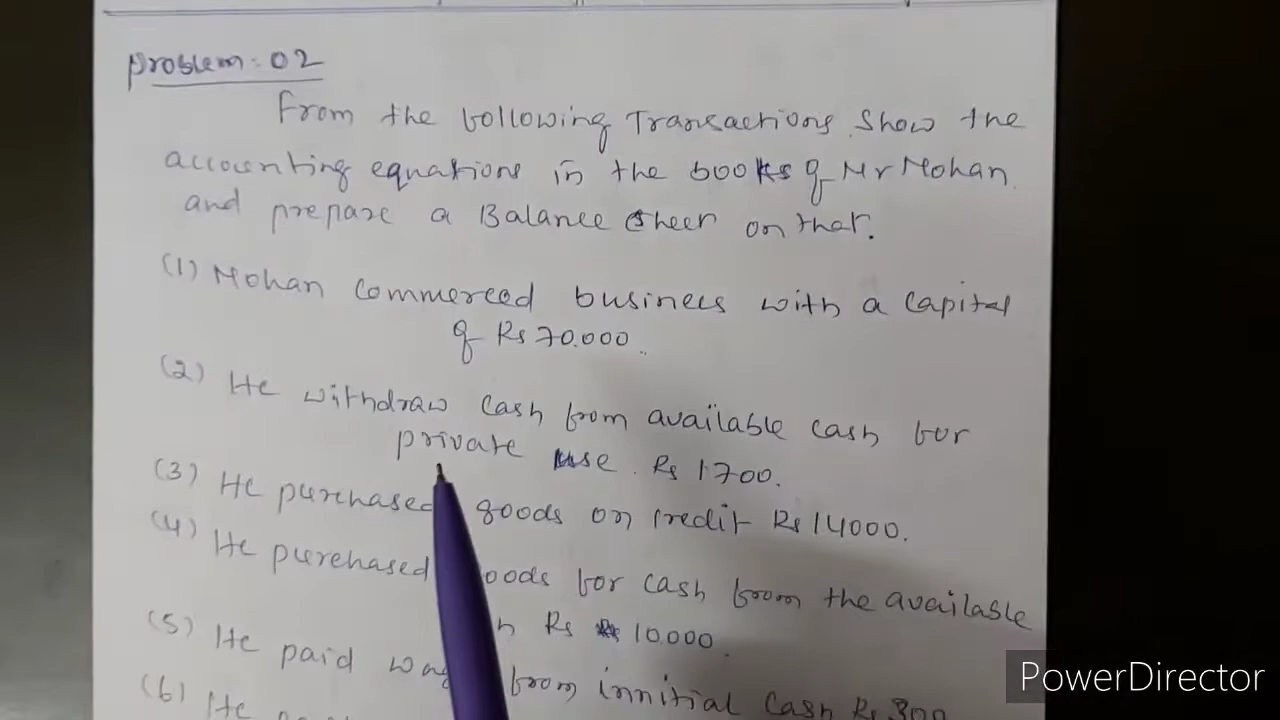 Problem: 02
From the following Transactions show the
accounting equations in the books of Mr Mohan
and prepare a Balance Sheet on that.
(1) Mohan commerced business with a capital
of Rs 70.000
(2) He withdraw cash from available cash for
private use. Rs 1700.
(3) He purchased goods on credit Rs 14000.
(4) He purchased goods for cash from the available
Rs 10.000
(5) He paid from innitial cash Rs 300
(6) He
PowerDirector